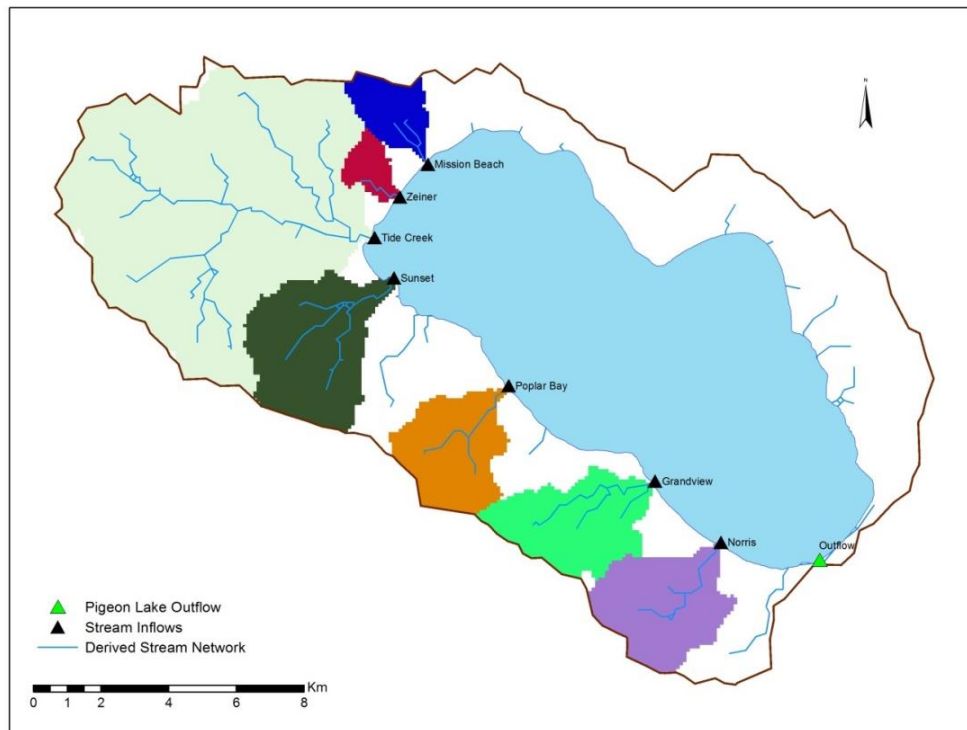 N
Mission Beach
Zeiner
Tide Creek
Sunset
Poplar Bay
Grandview
Norris
Outflow
Pigeon Lake Outflow
Stream Inflows
Derived Stream Network
Km
0 1 2 4 6 8